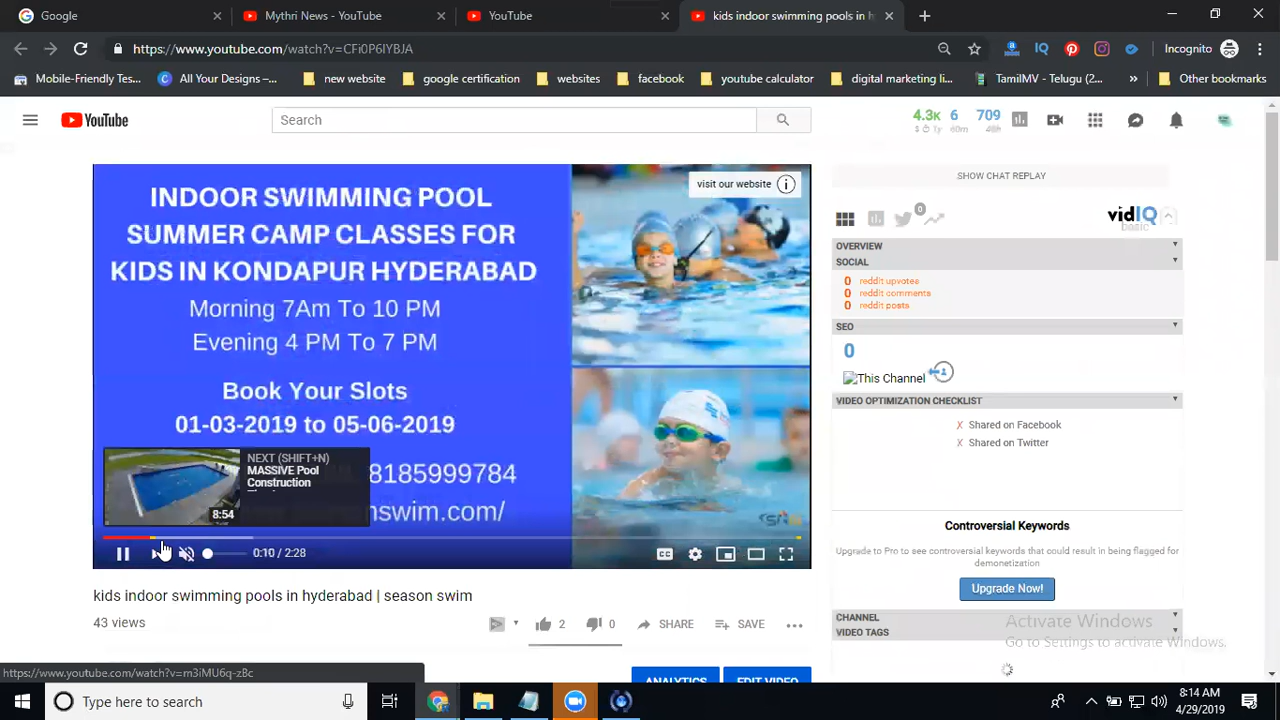 Google
Mythri News - YouTube
YouTube
kids indoor swimming pools in h
https://www.youtube.com/watch?v=CFi0P6IYBJA
Incognito
Mobile-Friendly Tes...
All Your Designs -...
new website
google certification
websites
facebook
youtube calculator
digital marketing li...
TamilMV - Telugu (2...
Other bookmarks
YouTube
Search
4.3K 6 709
1y 60m 48h
visit our website
INDOOR SWIMMING POOL
SUMMER CAMP CLASSES FOR
KIDS IN KONDAPUR HYDERABAD
Morning 7Am To 10 PM
Evening 4 PM To 7 PM
Book Your Slots
01-03-2019 to 05-06-2019
8185999784
nswim.com/
NEXT (SHIFT+N)
MASSIVE Pool
Construction
8:54
0:10 / 2:28
CC
kids indoor swimming pools in hyderabad | season swim
43 views
2
0
SHARE
SAVE
ANALYTICS
EDIT VIDEO
SHOW CHAT REPLAY
0
vidIQ
basic
OVERVIEW
SOCIAL
0 reddit upvotes
0 reddit comments
0 reddit posts
SEO
0
This Channel
VIDEO OPTIMIZATION CHECKLIST
X Shared on Facebook
X Shared on Twitter
Controversial Keywords
Upgrade to Pro to see controversial keywords that could result in being flagged for
demonetization
Upgrade Now!
CHANNEL
VIDEO TAGS
Activate Windows
Go to Settings to activate Windows.
https://www.youtube.com/watch?v=m3iMU6q-zBc
Type here to search
8:14 AM
4/29/2019